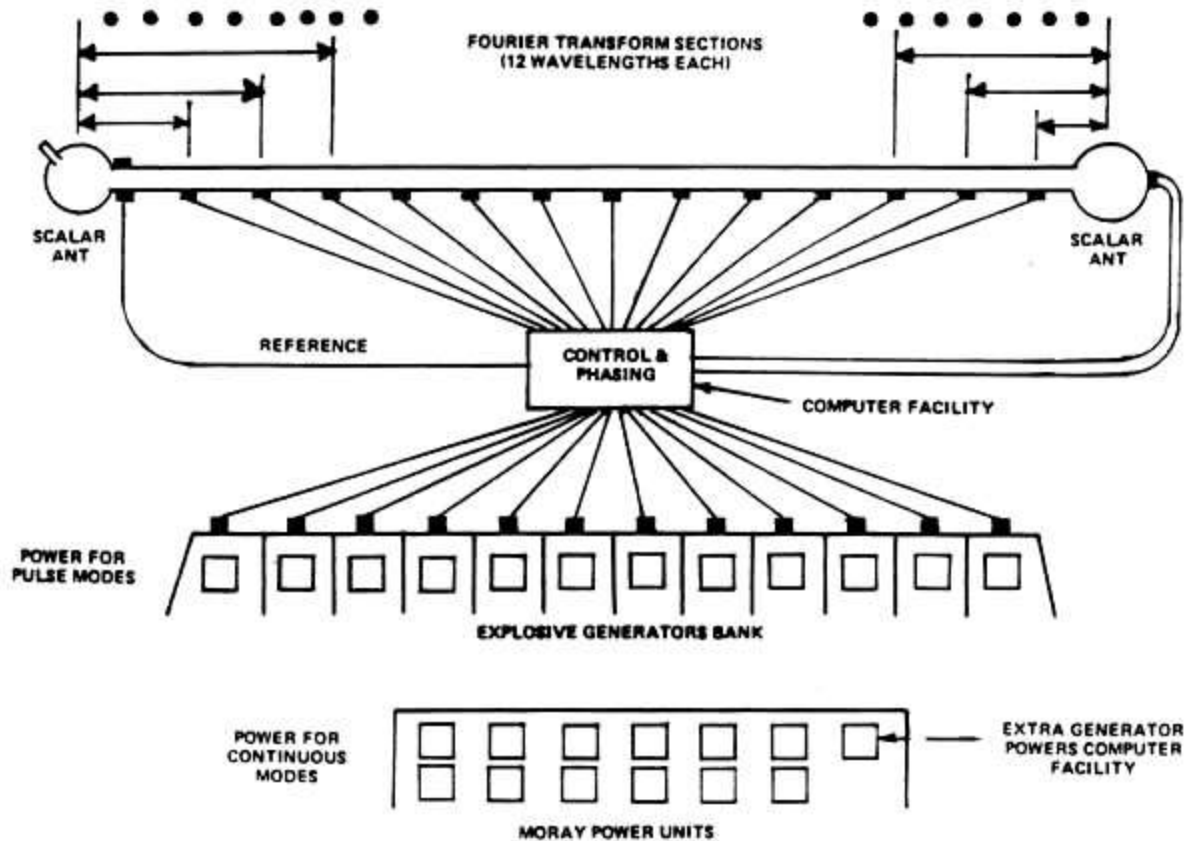 FOURIER TRANSFORM SECTIONS
(12 WAVELENGTHS EACH)
SCALAR
ANT
SCALAR
ANT
REFERENCE
CONTROL &
PHASING
COMPUTER FACILITY
POWER FOR
PULSE MODES
EXPLOSIVE GENERATORS BANK
POWER FOR
CONTINUOUS
MODES
EXTRA GENERATOR
POWERS COMPUTER
FACILITY
MORAY POWER UNITS